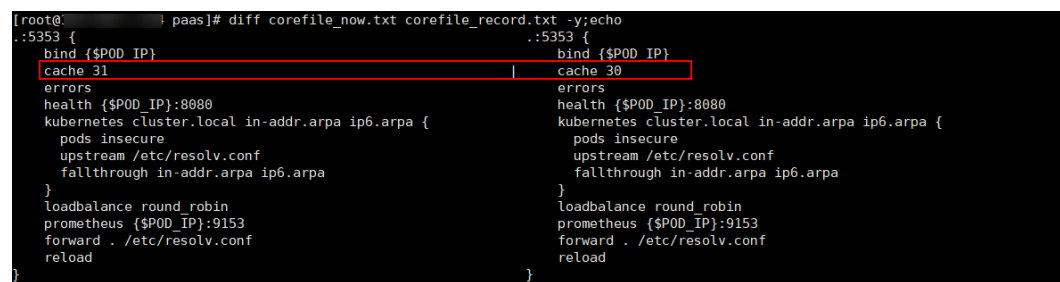 [root@ paas]# diff corefile_now.txt corefile_record.txt -y;echo
.:5353 { .:5353 {
bind {$POD_IP} bind {$POD_IP}
cache 31 | cache 30
errors errors
health {$POD_IP}:8080 health {$POD_IP}:8080
kubernetes cluster.local in-addr.arpa ip6.arpa { kubernetes cluster.local in-addr.arpa ip6.arpa {
pods insecure pods insecure
upstream /etc/resolv.conf upstream /etc/resolv.conf
fallthrough in-addr.arpa ip6.arpa fallthrough in-addr.arpa ip6.arpa
} }
loadbalance round_robin loadbalance round_robin
prometheus {$POD_IP}:9153 prometheus {$POD_IP}:9153
forward . /etc/resolv.conf forward . /etc/resolv.conf
reload reload
} }